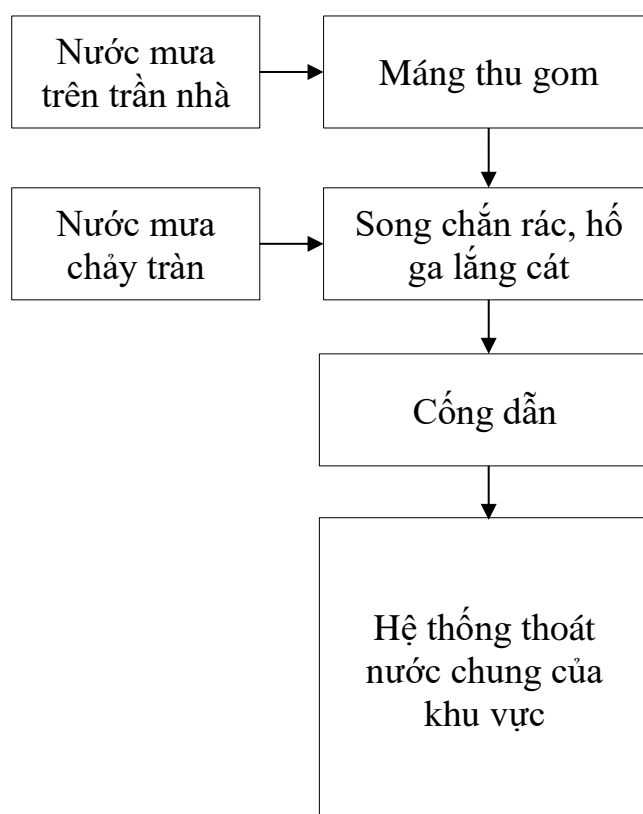 Nước mưa
trên trần nhà
Máng thu gom
Nước mưa
chảy tràn
Song chắn rác, hố
ga lắng cát
Cống dẫn
Hệ thống thoát
nước chung của
khu vực